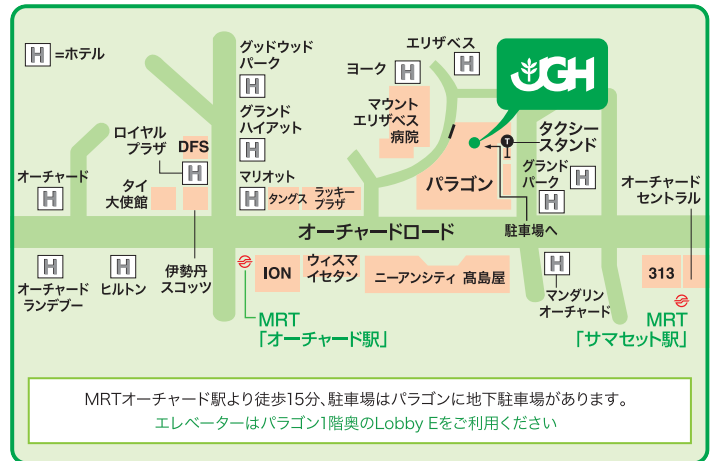 H =ホテル
グッドウッド
パーク
H
グランド
ハイアット
H
マリオット
H
エリザベス
H
ヨーク
H
マウント
エリザベス
病院
JGH
T
タクシー
スタンド
グランド
パーク
H
H
パラゴン
駐車場へ
ロイヤル
プラザ
DFS
H
オーチャード
H
タイ
大使館
タングス
ラッキー
プラザ
オーチャード
セントラル
オーチャードロード
H
オーチャード
ランデブー
H
ヒルトン
伊勢丹
スコッツ
ION
ウィスマ
イセタン
ニーアンシティ 髙島屋
H
マンダリン
オーチャード
313
MRT
「オーチャード駅」
MRT
「サマセット駅」
MRTオーチャード駅より徒歩15分、駐車場はパラゴンに地下駐車場があります。
エレベーターはパラゴン1階奥のLobby Eをご利用ください